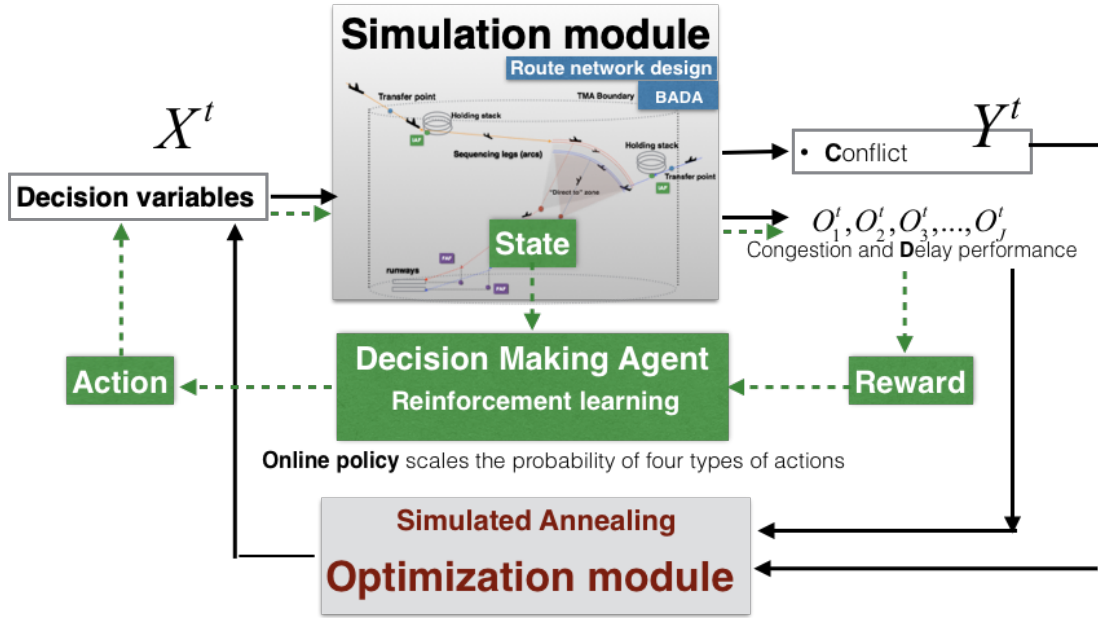 Simulation module
Route network design
BADA
Transfer point
TMA Boundary
Holding stack
IAF
Sequencing legs (arcs)
Holding stack
Transfer point
IAF
"Direct to" zone
State
FAF
runways
FAF
X^t
Decision variables
Y^t
• Conflict
O_1^t, O_2^t, O_3^t,..., O_J^t
Congestion and Delay performance
Action
Decision Making Agent
Reinforcement learning
Reward
Online policy scales the probability of four types of actions
Simulated Annealing
Optimization module